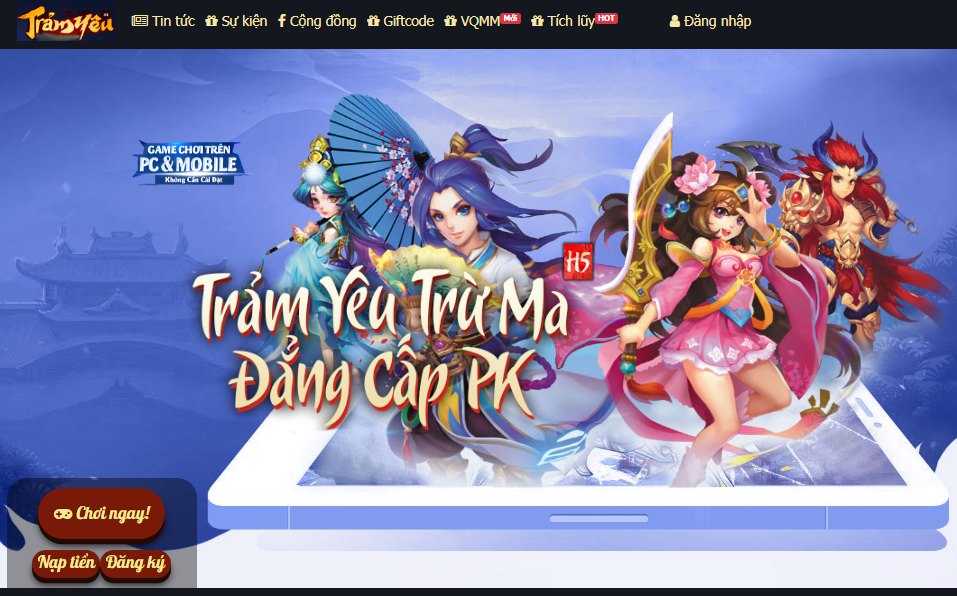 Trảm Yêu
Tin tức Sự kiện Cộng đồng Giftcode VQMM Mới Tích lũy HOT Đăng nhập
GAME CHƠI TRÊN
PC & MOBILE
Không Cần Cài Đặt
H5
Trảm Yêu Trừ Ma
Đẳng Cấp PK
Chơi ngay!
Nạp tiền Đăng ký